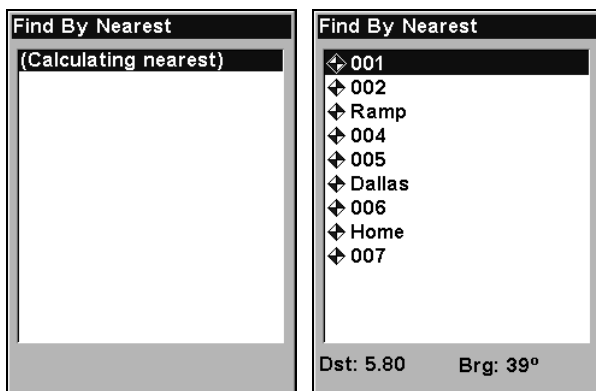 Find By Nearest
(Calculating nearest)
Find By Nearest
001
002
Ramp
004
005
Dallas
006
Home
007
Dst: 5.80 Brg: 39º